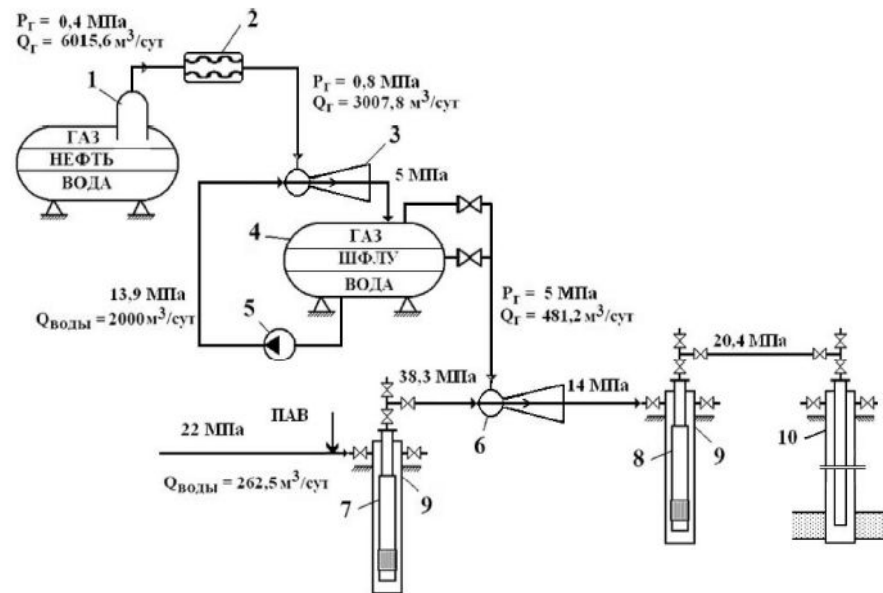 Pг = 0,4 МПа
Qг = 6015,6 м³/сут
2
1
Pг = 0,8 МПа
Qг = 3007,8 м³/сут
3
ГАЗ
НЕФТЬ
ВОДА
5 МПа
4
ГАЗ
ШФЛУ
ВОДА
13,9 МПа
Qводы = 2000 м³/сут
5
Pг = 5 МПа
Qг = 481,2 м³/сут
20,4 МПа
38,3 МПа
14 МПа
ПАВ
6
22 МПа
Qводы = 262,5 м³/сут
7
9
8
9
10